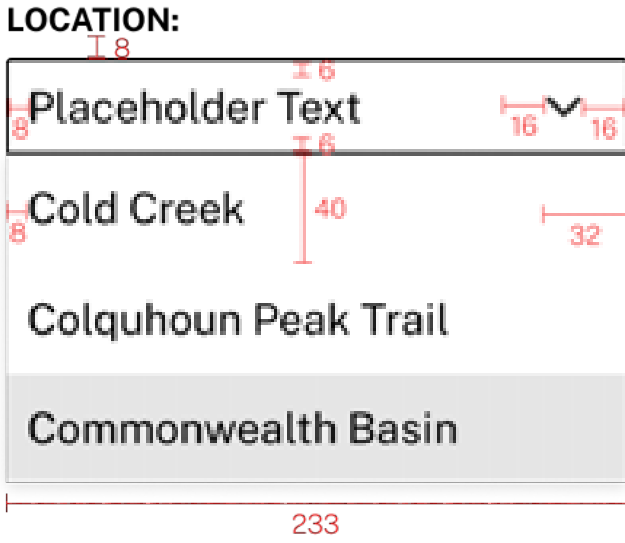 LOCATION:
8
6
Placeholder Text
8
16
16
6
Cold Creek
40
8
32
Colquhoun Peak Trail
Commonwealth Basin
233